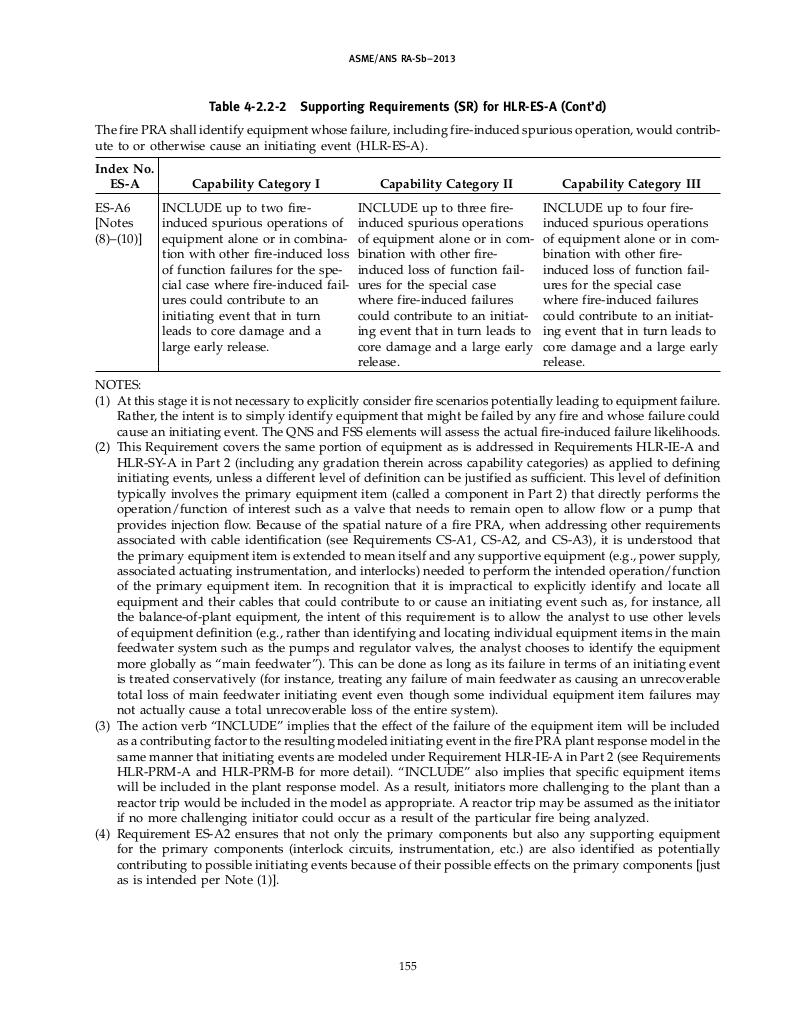 ASME/ANS RA-Sb–2013
Table 4-2.2-2 Supporting Requirements (SR) for HLR-ES-A (Cont’d)
The fire PRA shall identify equipment whose failure, including fire-induced spurious operation, would contrib-
ute to or otherwise cause an initiating event (HLR-ES-A).
Index No.
ES-A
Capability Category I
Capability Category II
Capability Category III
ES-A6
[Notes
(8)–(10)]
INCLUDE up to two fire-
induced spurious operations of
equipment alone or in combina-
tion with other fire-induced loss
of function failures for the spe-
cial case where fire-induced fail-
ures could contribute to an
initiating event that in turn
leads to core damage and a
large early release.
INCLUDE up to three fire-
induced spurious operations
of equipment alone or in com-
bination with other fire-
induced loss of function fail-
ures for the special case
where fire-induced failures
could contribute to an initiat-
ing event that in turn leads to
core damage and a large early
release.
INCLUDE up to four fire-
induced spurious operations
of equipment alone or in com-
bination with other fire-
induced loss of function fail-
ures for the special case
where fire-induced failures
could contribute to an initiat-
ing event that in turn leads to
core damage and a large early
release.
NOTES:
(1) At this stage it is not necessary to explicitly consider fire scenarios potentially leading to equipment failure.
Rather, the intent is to simply identify equipment that might be failed by any fire and whose failure could
cause an initiating event. The QNS and FSS elements will assess the actual fire-induced failure likelihoods.
(2) This Requirement covers the same portion of equipment as is addressed in Requirements HLR-IE-A and
HLR-SY-A in Part 2 (including any gradation therein across capability categories) as applied to defining
initiating events, unless a different level of definition can be justified as sufficient. This level of definition
typically involves the primary equipment item (called a component in Part 2) that directly performs the
operation/function of interest such as a valve that needs to remain open to allow flow or a pump that
provides injection flow. Because of the spatial nature of a fire PRA, when addressing other requirements
associated with cable identification (see Requirements CS-A1, CS-A2, and CS-A3), it is understood that
the primary equipment item is extended to mean itself and any supportive equipment (e.g., power supply,
associated actuating instrumentation, and interlocks) needed to perform the intended operation/function
of the primary equipment item. In recognition that it is impractical to explicitly identify and locate all
equipment and their cables that could contribute to or cause an initiating event such as, for instance, all
the balance-of-plant equipment, the intent of this requirement is to allow the analyst to use other levels
of equipment definition (e.g., rather than identifying and locating individual equipment items in the main
feedwater system such as the pumps and regulator valves, the analyst chooses to identify the equipment
more globally as “main feedwater”). This can be done as long as its failure in terms of an initiating event
is treated conservatively (for instance, treating any failure of main feedwater as causing an unrecoverable
total loss of main feedwater initiating event even though some individual equipment item failures may
not actually cause a total unrecoverable loss of the entire system).
(3) The action verb “INCLUDE” implies that the effect of the failure of the equipment item will be included
as a contributing factor to the resulting modeled initiating event in the fire PRA plant response model in the
same manner that initiating events are modeled under Requirement HLR-IE-A in Part 2 (see Requirements
HLR-PRM-A and HLR-PRM-B for more detail). “INCLUDE” also implies that specific equipment items
will be included in the plant response model. As a result, initiators more challenging to the plant than a
reactor trip would be included in the model as appropriate. A reactor trip may be assumed as the initiator
if no more challenging initiator could occur as a result of the particular fire being analyzed.
(4) Requirement ES-A2 ensures that not only the primary components but also any supporting equipment
for the primary components (interlock circuits, instrumentation, etc.) are also identified as potentially
contributing to possible initiating events because of their possible effects on the primary components [just
as is intended per Note (1)].
155